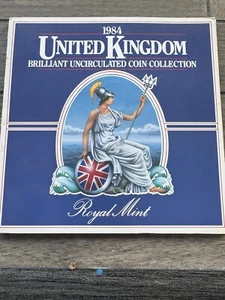 1984
UNITED KINGDOM
BRILLIANT UNCIRCULATED COIN COLLECTION
Royal Mint